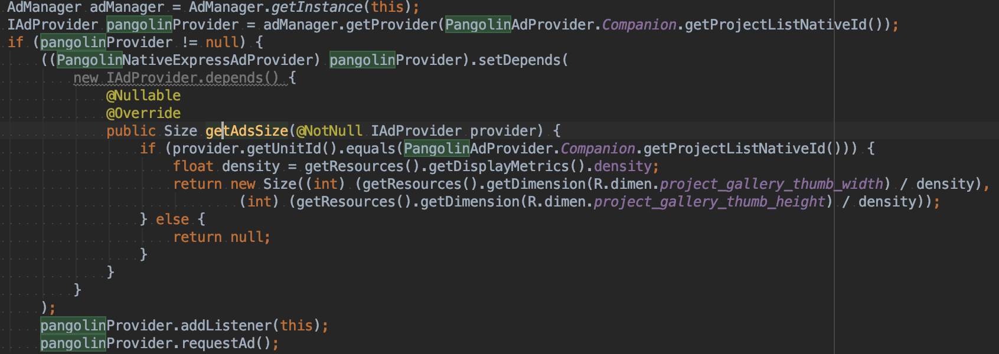 AdManager adManager = AdManager.getInstance(this);
IAdProvider pangolinProvider = adManager.getProvider(PangolinAdProvider.Companion.getProjectListNativeId());
if (pangolinProvider != null) {
    ((PangolinNativeExpressAdProvider) pangolinProvider).setDepends(
        new IAdProvider.depends() {
            @Nullable
            @Override
            public Size getAdsSize(@NotNull IAdProvider provider) {
                if (provider.getUnitId().equals(PangolinAdProvider.Companion.getProjectListNativeId())) {
                    float density = getResources().getDisplayMetrics().density;
                    return new Size((int) (getResources().getDimension(R.dimen.project_gallery_thumb_width) / density),
                            (int) (getResources().getDimension(R.dimen.project_gallery_thumb_height) / density));
                } else {
                    return null;
                }
            }
        }
    );
    pangolinProvider.addListener(this);
    pangolinProvider.requestAd();